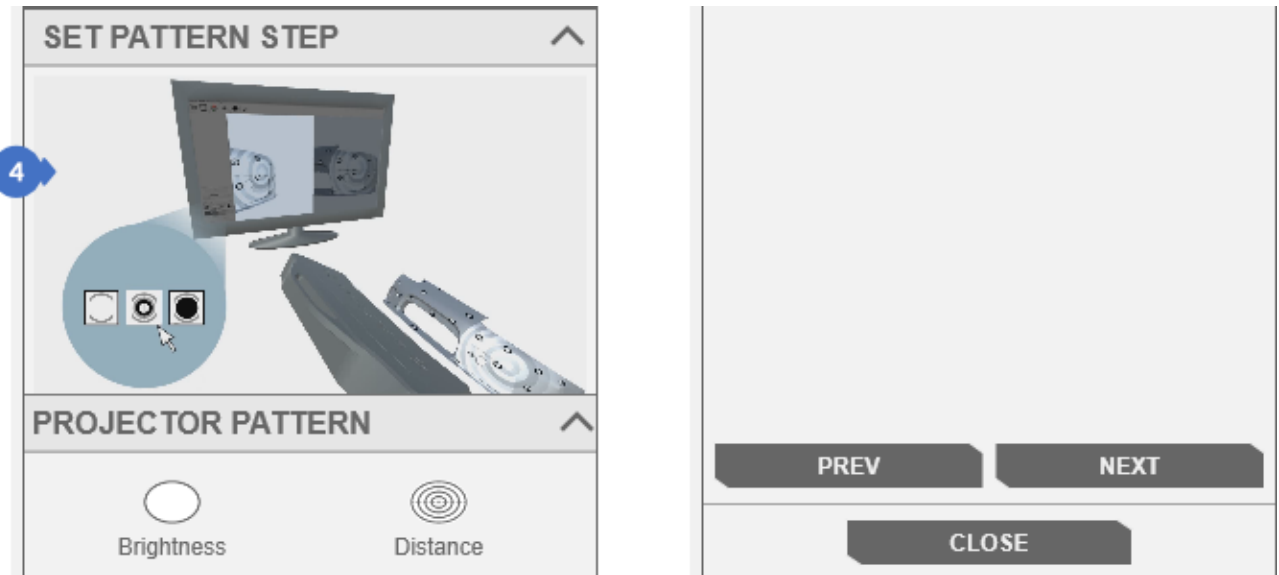 SET PATTERN STEP
4
PROJECTOR PATTERN
Brightness
Distance
PREV
NEXT
CLOSE